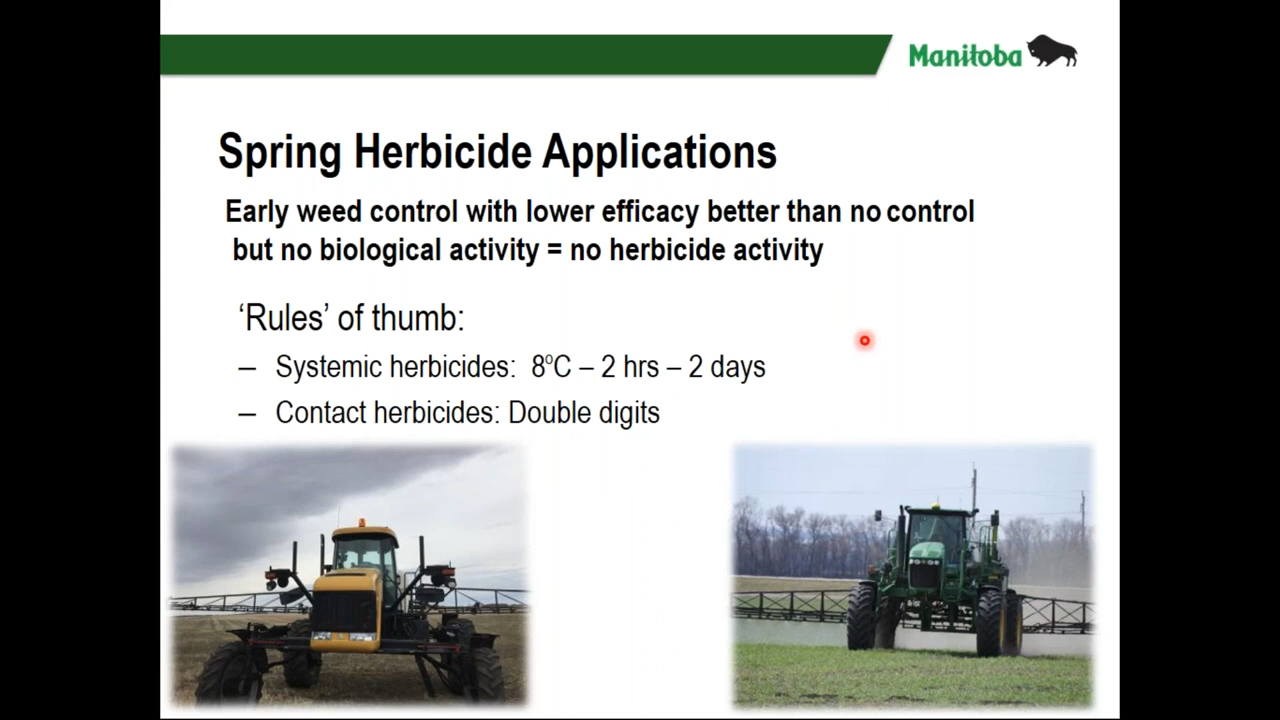 Manitoba
Spring Herbicide Applications
Early weed control with lower efficacy better than no control
but no biological activity = no herbicide activity
‘Rules’ of thumb:
– Systemic herbicides: 8ºC – 2 hrs – 2 days
– Contact herbicides: Double digits